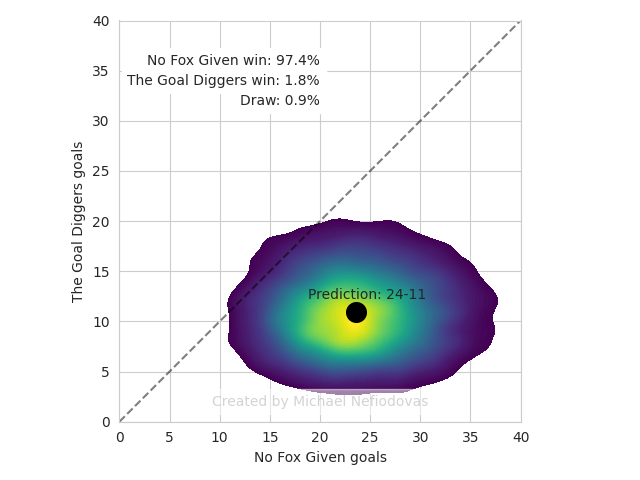 40
35
30
25
20
15
10
5
0
The Goal Diggers goals
No Fox Given win: 97.4%
The Goal Diggers win: 1.8%
Draw: 0.9%
Prediction: 24-11
Created by Michael Nefiodovas
0 5 10 15 20 25 30 35 40
No Fox Given goals